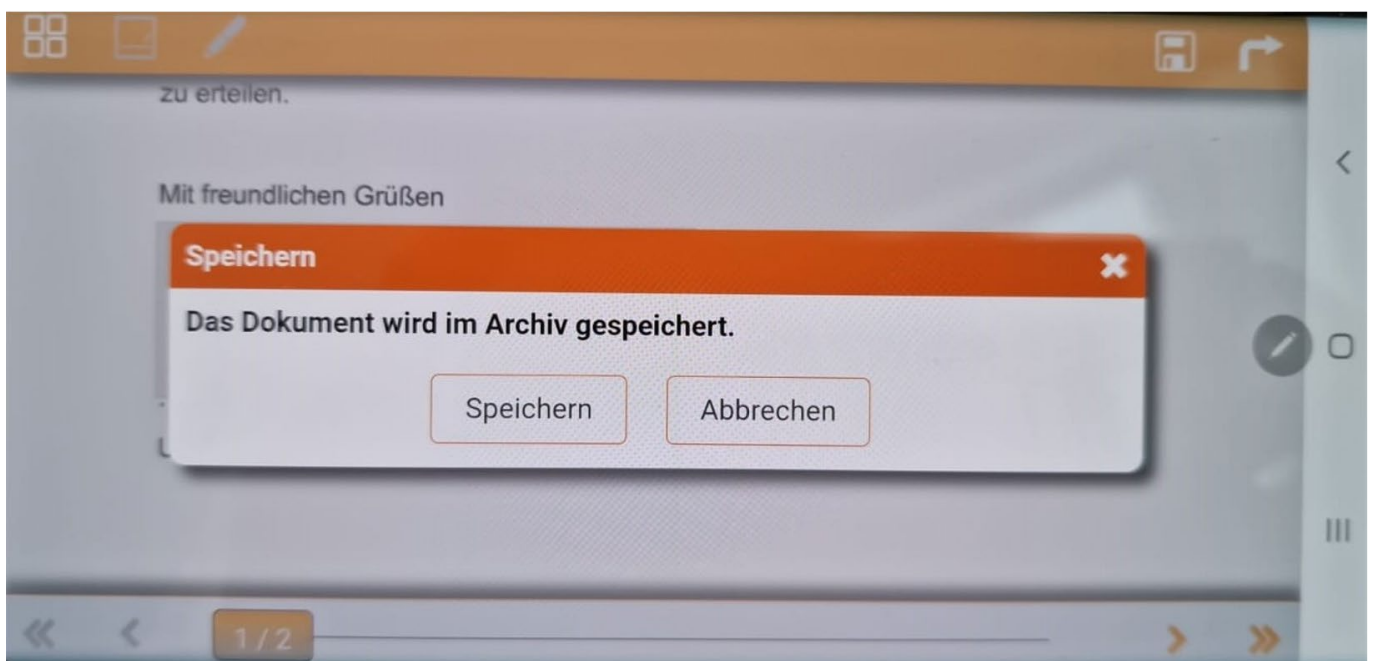 zu erteilen.
Mit freundlichen Grüßen
Speichern
Das Dokument wird im Archiv gespeichert.
Speichern Abbrechen
1 / 2